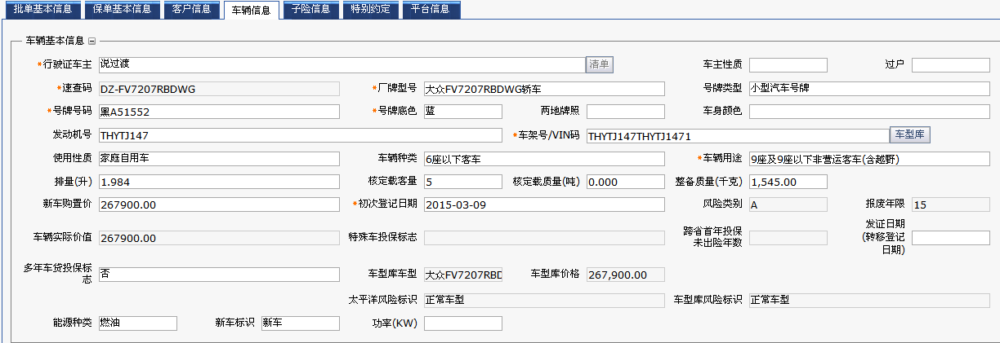 批单基本信息 保单基本信息 客户信息 车辆信息 子险信息 特别约定 平台信息
车辆基本信息
*行驶证车主 说过渡 清单 车主性质 过户
*速查码 DZ-FV7207RBDWG *厂牌型号 大众FV7207RBDWG轿车 号牌类型 小型汽车号牌
*号牌号码 黑A51552 *号牌底色 蓝 两地牌照 车身颜色
发动机号 THYTJ147 *车架号/VIN码 THYTJ147THYTJ1471 车型库
使用性质 家庭自用车 车辆种类 6座以下客车 *车辆用途 9座及9座以下非营运客车(含越野)
排量(升) 1.984 核定载客量 5 核定载质量(吨) 0.000 整备质量(千克) 1,545.00
新车购置价 267900.00 *初次登记日期 2015-03-09 风险类别 A 报废年限 15
车辆实际价值 267900.00 特殊车投保标志 跨省首年投保
未出险年数 发证日期
(转移登记
日期)
多年车贷投保标
志 否 车型库车型 大众FV7207RBD 车型库价格 267,900.00
太平洋风险标识 正常车型 车型库风险标识 正常车型
能源种类 燃油 新车标识 新车 功率(KW)